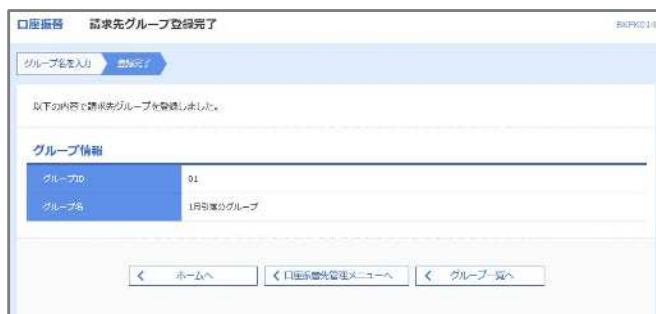 口座振替 請求先グループ登録完了
グループ名を入力 登録完了
以下の内容で請求先グループを登録しました。
グループ情報
グループID 01
グループ名 1月引落分グループ
ホームへ 口座振替先管理メニューへ グループ一覧へ